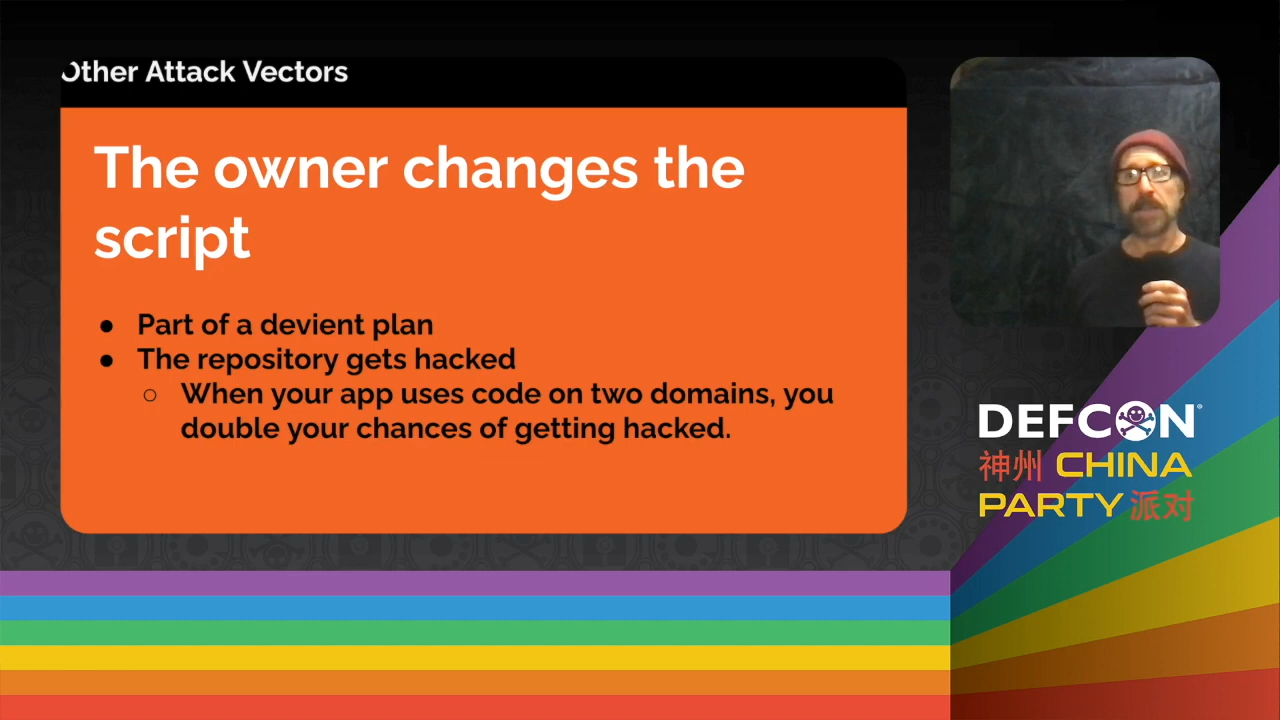 Other Attack Vectors
The owner changes the
script
● Part of a devient plan
● The repository gets hacked
○ When your app uses code on two domains, you
double your chances of getting hacked.
DEFCON®
神州 CHINA
PARTY 派对